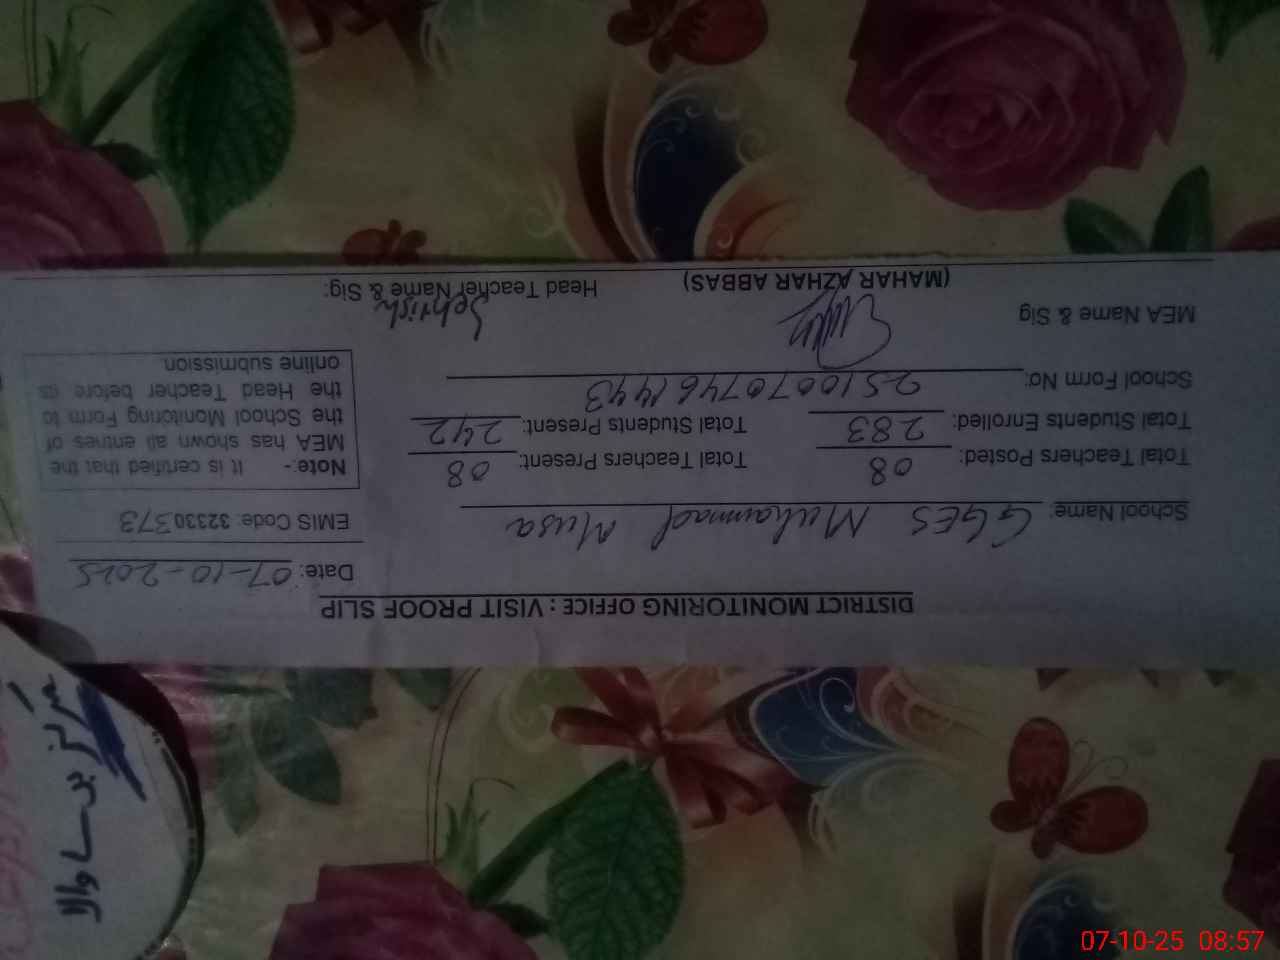 DISTRICT MONITORING OFFICE : VISIT PROOF SLIP
Date: 07-10-2025
School Name: GGES Muhammad Musa
EMIS Code: 32330373
Total Teachers Posted: 08 Total Teachers Present: 08
Total Students Enrolled: 283 Total Students Present: 242
School Form No: 25100707461443
Note:- It is certified that the
MEA has shown all entries of
the School Monitoring Form to
the Head Teacher before its
online submission
MEA Name & Sig
(MAHAR AZHAR ABBAS)
Head Teacher Name & Sig:
Sehrish
مرکز
والا
07-10-25 08:57